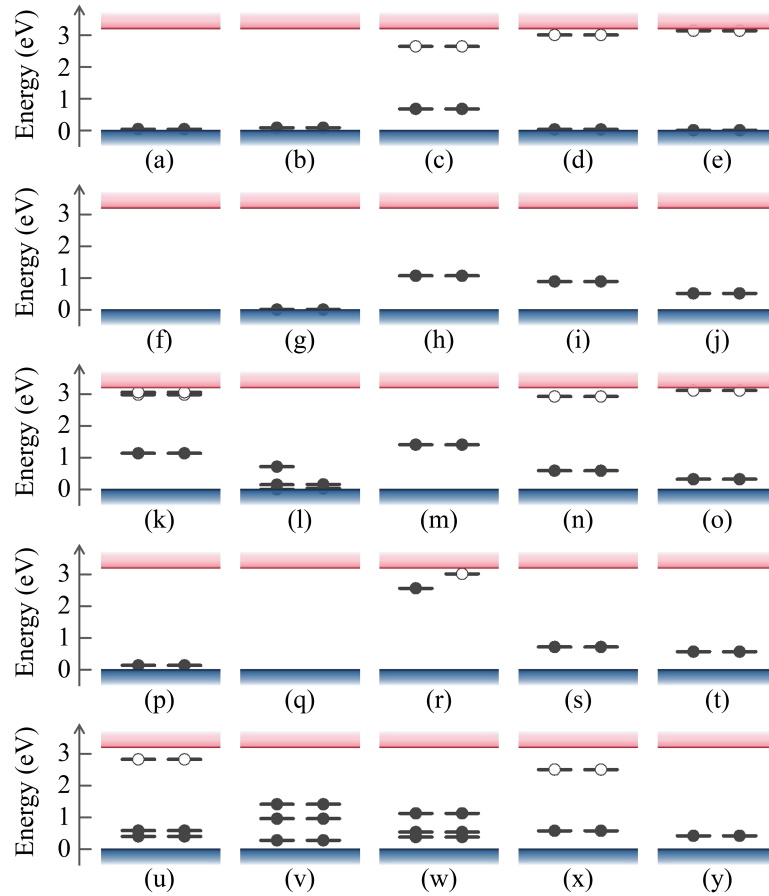 Energy (eV)
3
2
1
0
(a) (b) (c) (d) (e)
Energy (eV)
3
2
1
0
(f) (g) (h) (i) (j)
Energy (eV)
3
2
1
0
(k) (l) (m) (n) (o)
Energy (eV)
3
2
1
0
(p) (q) (r) (s) (t)
Energy (eV)
3
2
1
0
(u) (v) (w) (x) (y)